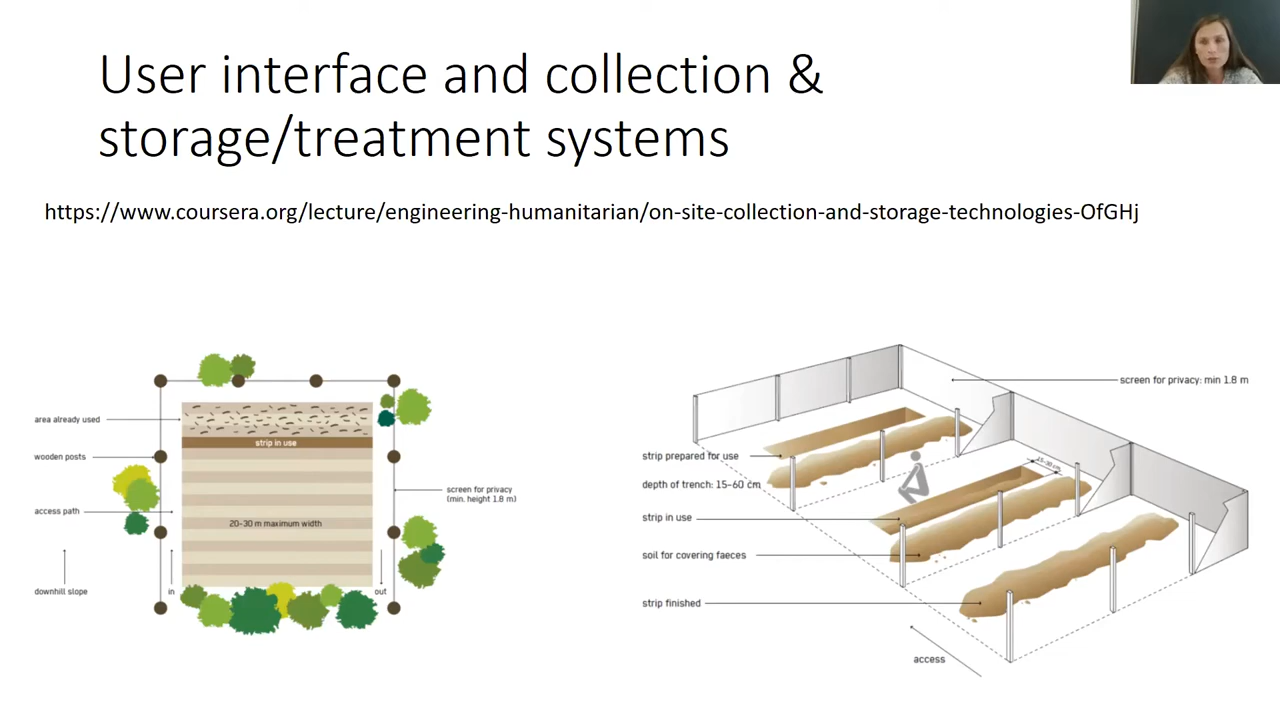 User interface and collection &
storage/treatment systems
https://www.coursera.org/lecture/engineering-humanitarian/on-site-collection-and-storage-technologies-OfGHj
area already used
strip in use
wooden posts
screen for privacy
(min. height 1.8 m)
access path
20–30 m maximum width
downhill slope
in
out
screen for privacy: min 1.8 m
strip prepared for use
15–30 cm
depth of trench: 15–60 cm
strip in use
soil for covering faeces
strip finished
access